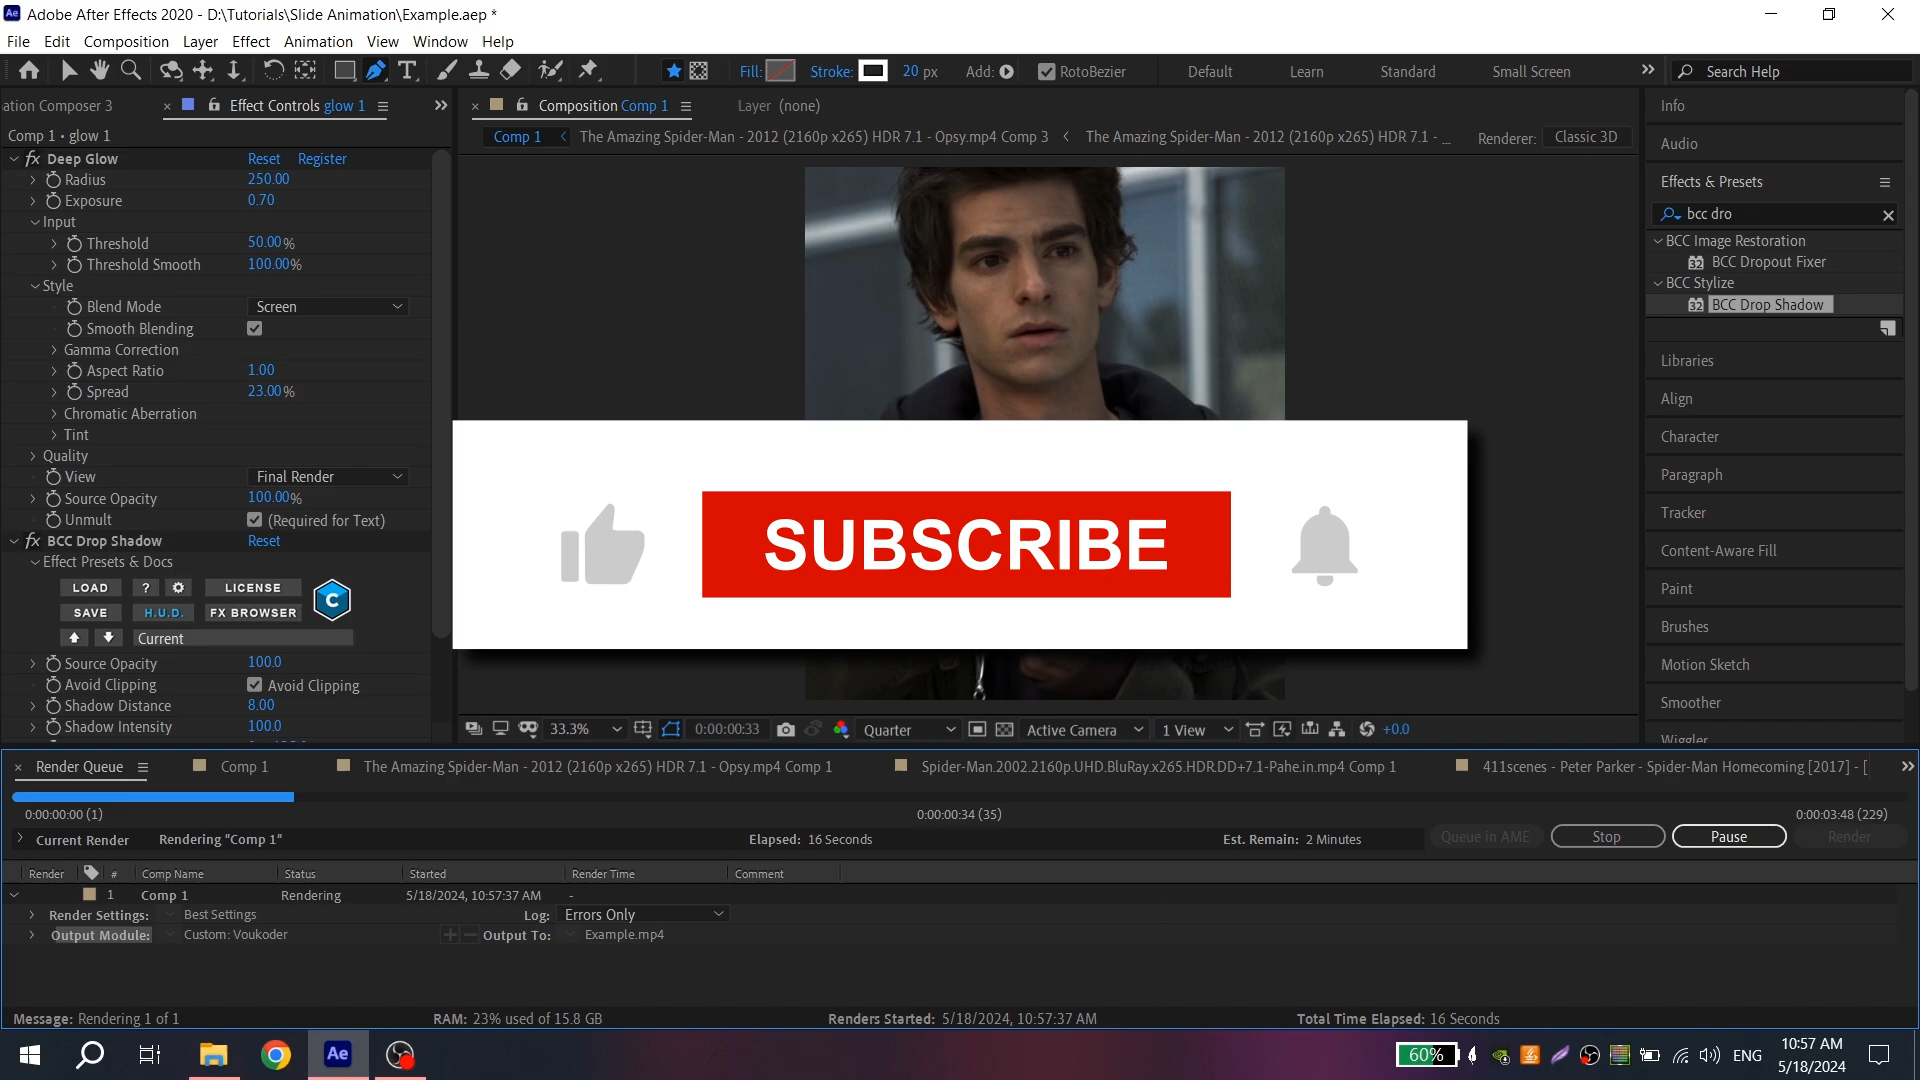 Adobe After Effects 2020 - D:\Tutorials\Slide Animation\Example.aep *
File Edit Composition Layer Effect Animation View Window Help
Fill: Stroke: 20 px Add: RotoBezier Default Learn Standard Small Screen Search Help
ation Composer 3 Effect Controls glow 1 Composition Comp 1 Layer (none) Info
Comp 1 • glow 1 Comp 1 The Amazing Spider-Man - 2012 (2160p x265) HDR 7.1 - Opsy.mp4 Comp 3 The Amazing Spider-Man - 2012 (2160p x265) HDR 7.1 - ... Renderer: Classic 3D
Audio
fx Deep Glow Reset Register
Radius 250.00
Exposure 0.70
Input
Threshold 50.00%
Threshold Smooth 100.00%
Style
Blend Mode Screen
Smooth Blending
Gamma Correction
Aspect Ratio 1.00
Spread 23.00%
Chromatic Aberration
Tint
Quality
View Final Render
Source Opacity 100.00%
Unmult (Required for Text)
fx BCC Drop Shadow Reset
Effect Presets & Docs
LOAD ? LICENSE
SAVE H.U.D. FX BROWSER
Current
Source Opacity 100.0
Avoid Clipping Avoid Clipping
Shadow Distance 8.00
Shadow Intensity 100.0
SUBSCRIBE
Effects & Presets
bcc dro
BCC Image Restoration
32 BCC Dropout Fixer
BCC Stylize
32 BCC Drop Shadow
Libraries
Align
Character
Paragraph
Tracker
Content-Aware Fill
Paint
Brushes
Motion Sketch
Smoother
Wiggler
33.3% 0:00:00:33 Quarter Active Camera 1 View +0.0
Render Queue Comp 1 The Amazing Spider-Man - 2012 (2160p x265) HDR 7.1 - Opsy.mp4 Comp 1 Spider-Man.2002.2160p.UHD.BluRay.x265.HDR.DD+7.1-Pahe.in.mp4 Comp 1 411scenes - Peter Parker - Spider-Man Homecoming [2017] - [
0:00:00:00 (1) 0:00:00:34 (35) 0:00:03:48 (229)
Current Render Rendering "Comp 1" Elapsed: 16 Seconds Est. Remain: 2 Minutes Queue in AME Stop Pause Render
Render # Comp Name Status Started Render Time Comment
1 Comp 1 Rendering 5/18/2024, 10:57:37 AM -
Render Settings: Best Settings Log: Errors Only
Output Module: Custom: Voukoder Output To: Example.mp4
Message: Rendering 1 of 1 RAM: 23% used of 15.8 GB Renders Started: 5/18/2024, 10:57:37 AM Total Time Elapsed: 16 Seconds
Ae 60% ENG 10:57 AM
5/18/2024